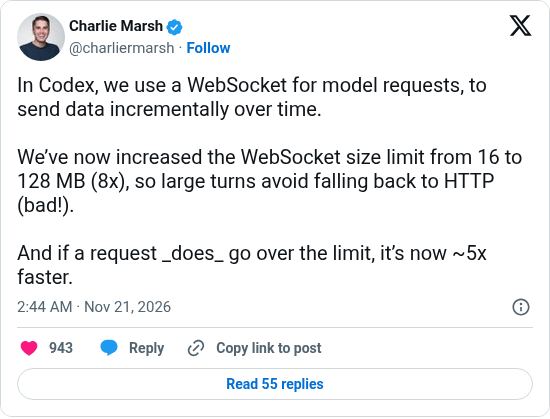 Charlie Marsh
@charliermarsh · Follow
In Codex, we use a WebSocket for model requests, to
send data incrementally over time.
We’ve now increased the WebSocket size limit from 16 to
128 MB (8x), so large turns avoid falling back to HTTP
(bad!).
And if a request _does_ go over the limit, it’s now ~5x
faster.
2:44 AM · Nov 21, 2026
943 Reply Copy link to post
Read 55 replies